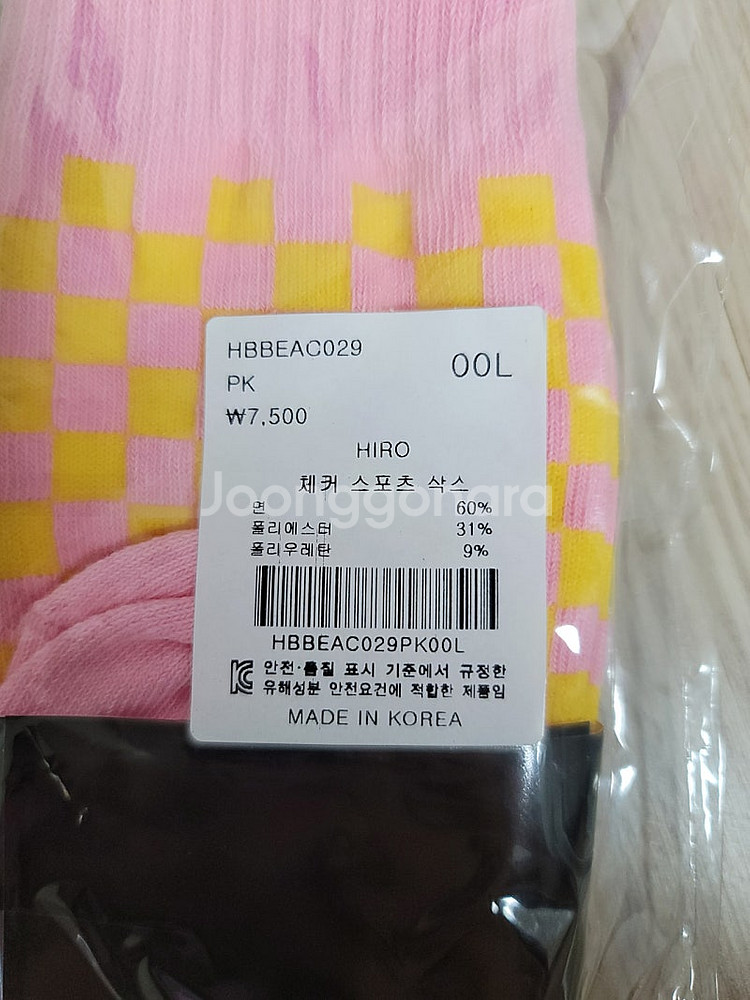 HBBEAC029
00L
PK
₩7,500
HIRO
체커 스포츠 삭스
Joonggonara
면 60%
폴리에스터 31%
폴리우레탄 9%
HBBEAC029PK00L
안전·품질 표시 기준에서 규정한
유해성분 안전요건에 적합한 제품임
MADE IN KOREA